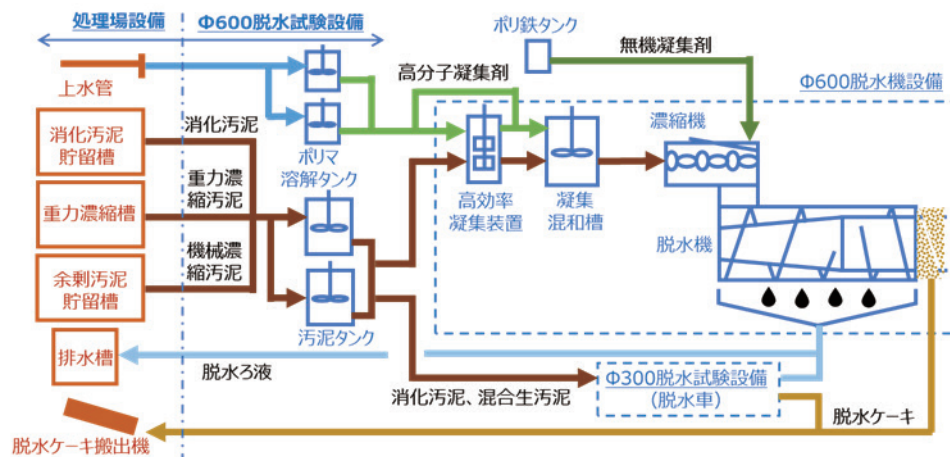 処理場設備
Φ600脱水試験設備
ポリ鉄タンク
無機凝集剤
高分子凝集剤
Φ600脱水機設備
上水管
消化汚泥
濃縮機
消化汚泥
貯留槽
ポリマ
溶解タンク
重力濃
縮汚泥
高効率
凝集装置
凝集
混和槽
重力濃縮槽
脱水機
機械濃
縮汚泥
余剰汚泥
貯留槽
汚泥タンク
排水槽
脱水ろ液
Φ300脱水試験設備
(脱水車)
消化汚泥、混合生汚泥
脱水ケーキ
脱水ケーキ搬出機